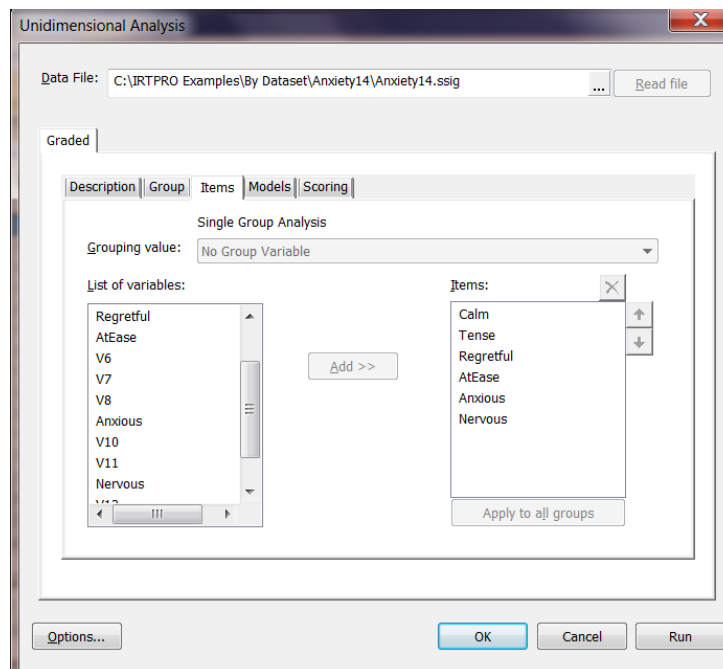 Unidimensional Analysis
Data File: C:\IRTPRO Examples\By Dataset\Anxiety14\Anxiety14.ssig ... Read file
Graded
Description Group Items Models Scoring
Single Group Analysis
Grouping value: No Group Variable
List of variables:
Regretful
AtEase
V6
V7
V8
Anxious
V10
V11
Nervous
Add >>
Items:
Calm
Tense
Regretful
AtEase
Anxious
Nervous
Apply to all groups
Options... OK Cancel Run